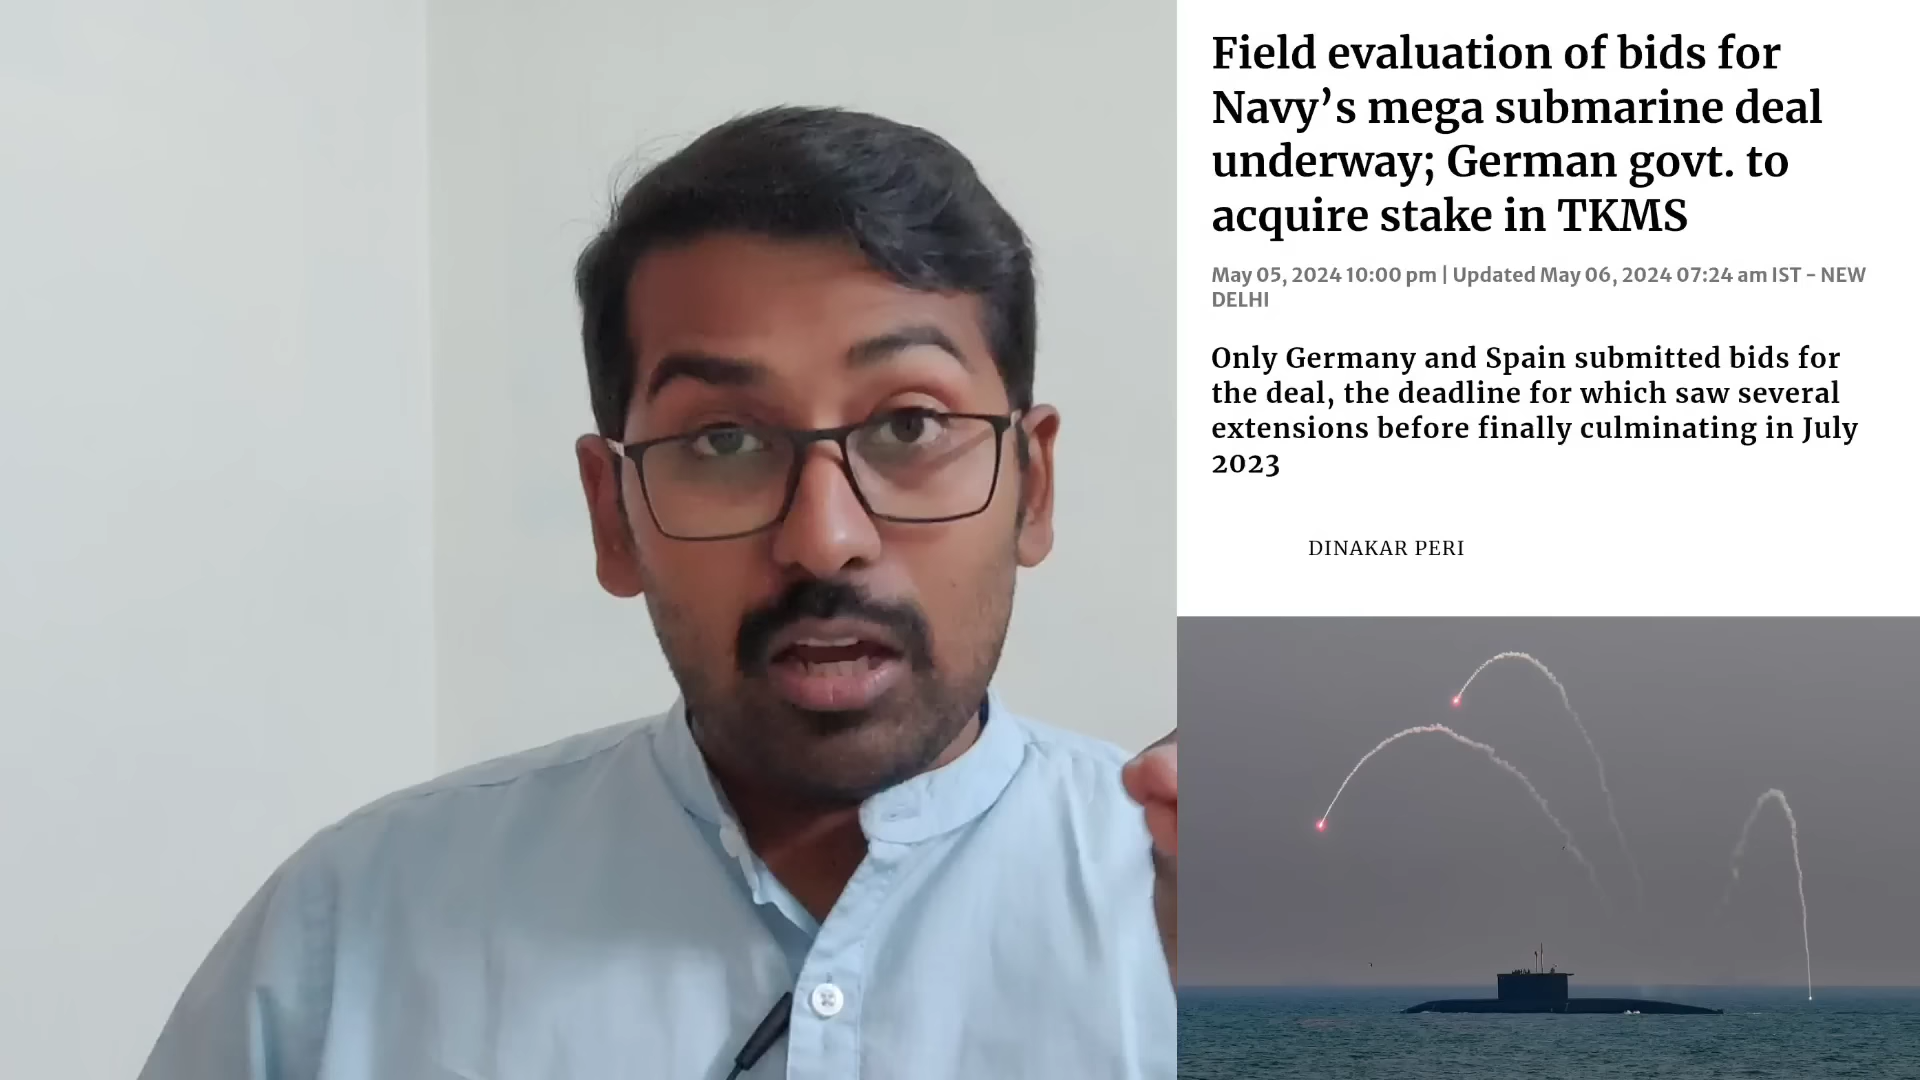 Field evaluation of bids for
Navy’s mega submarine deal
underway; German govt. to
acquire stake in TKMS
May 05, 2024 10:00 pm | Updated May 06, 2024 07:24 am IST - NEW
DELHI
Only Germany and Spain submitted bids for
the deal, the deadline for which saw several
extensions before finally culminating in July
2023
DINAKAR PERI